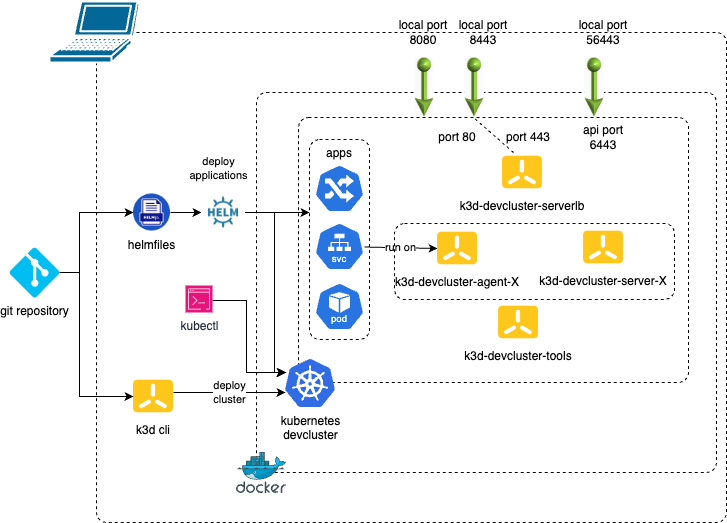 local port
8080
local port
8443
local port
56443
port 80
port 443
api port
6443
apps
deploy
applications
k3d-devcluster-serverlb
HELM
HELM
helmfiles
svc
run on
k3d-devcluster-agent-X
k3d-devcluster-server-X
git repository
kubectl
pod
k3d-devcluster-tools
deploy
cluster
k3d cli
kubernetes
devcluster
docker